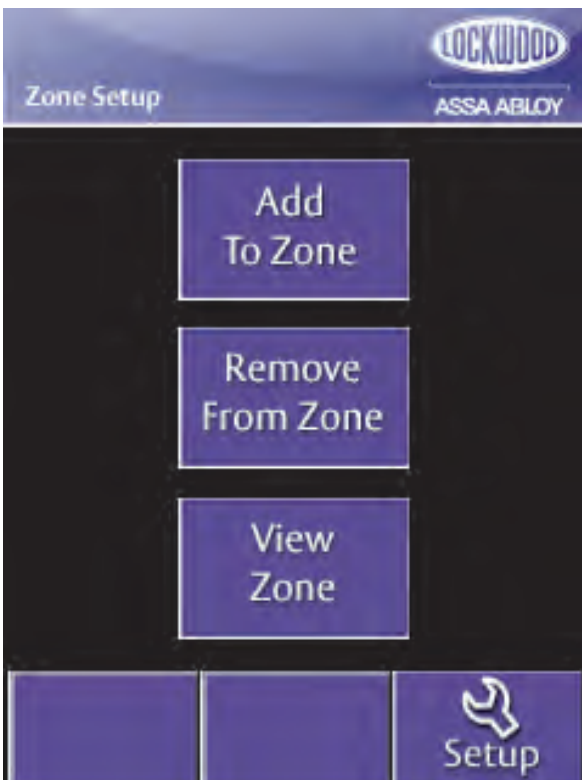 LOCKWOOD
Zone Setup
ASSA ABLOY
Add
To Zone
Remove
From Zone
View
Zone
Setup